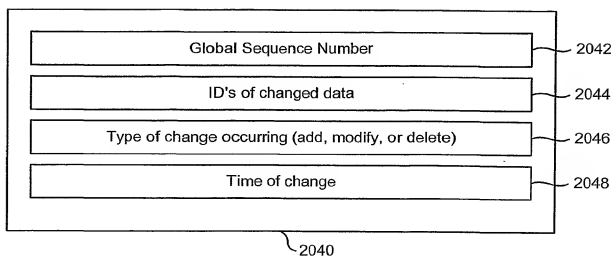 Global Sequence Number 2042
ID's of changed data 2044
Type of change occurring (add, modify, or delete) 2046
Time of change 2048
2040